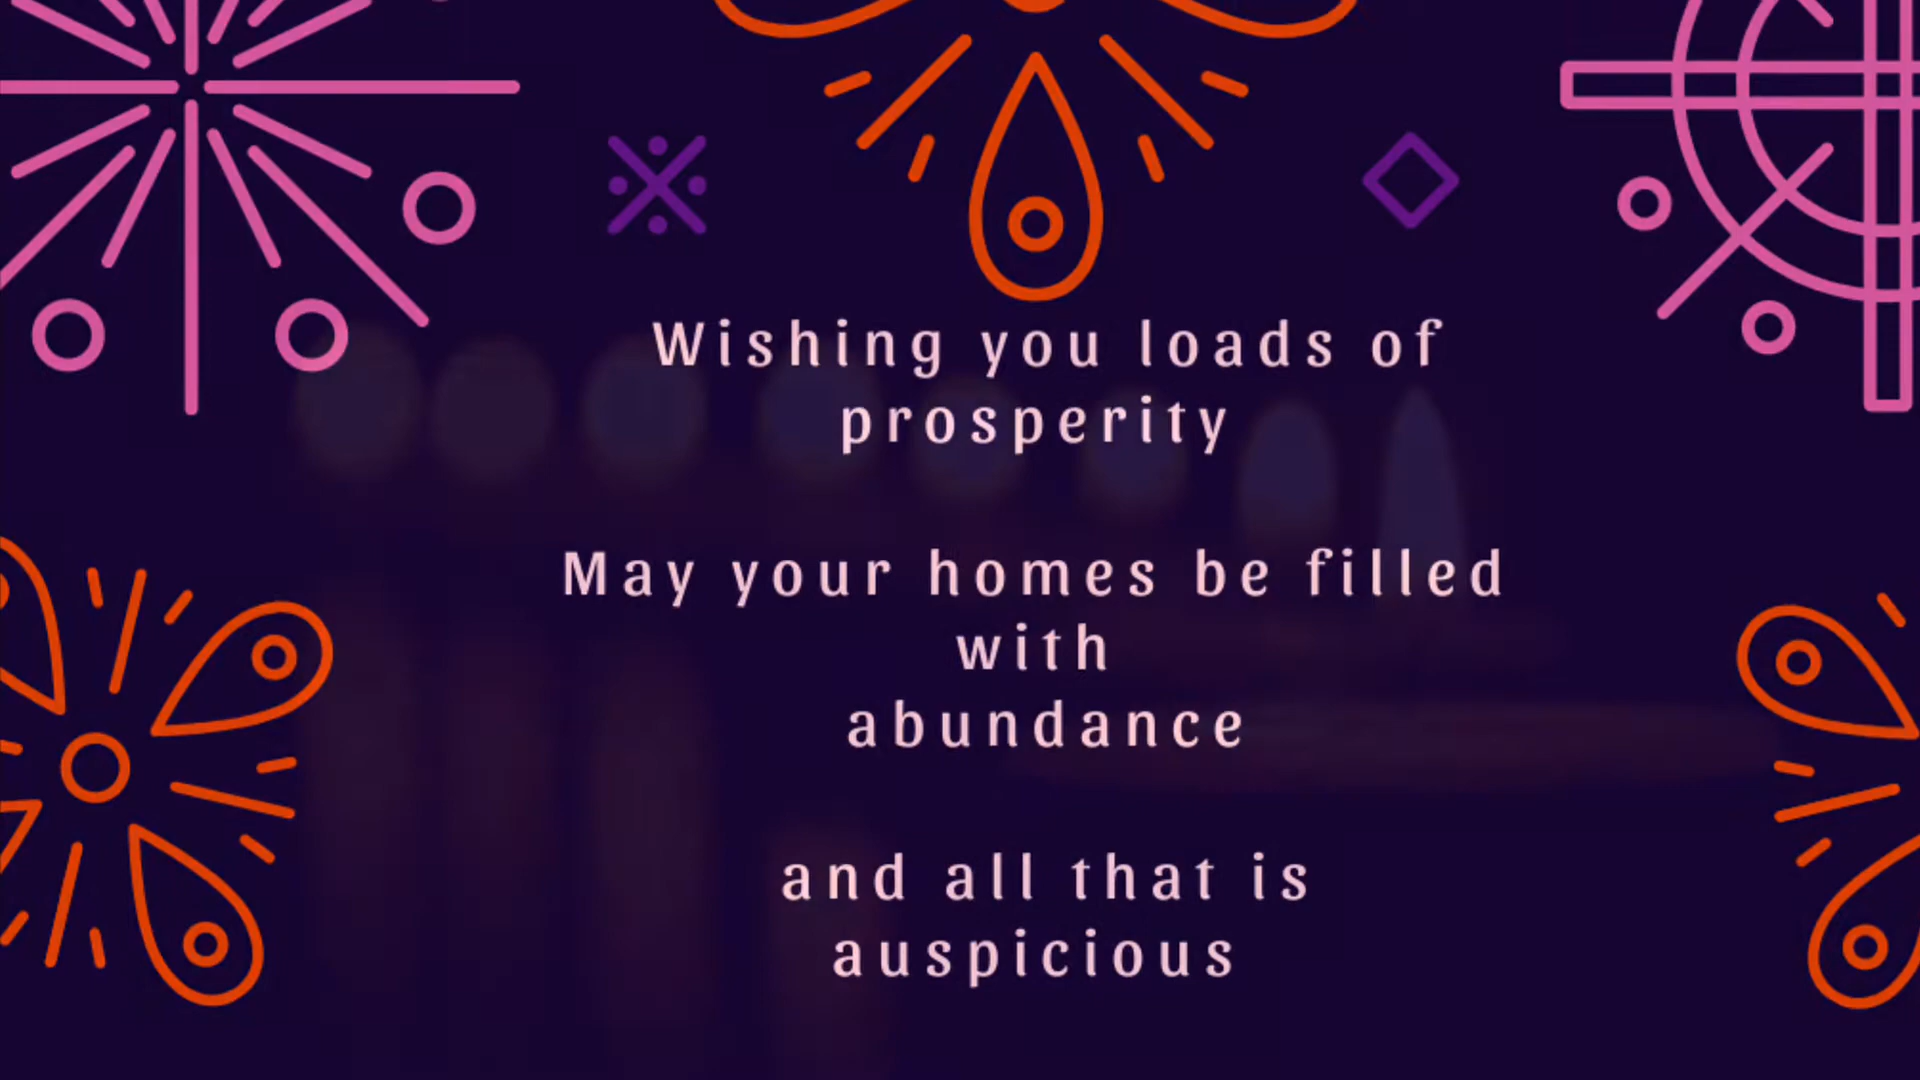 Wishing you loads of
prosperity
May your homes be filled
with
abundance
and all that is
auspicious